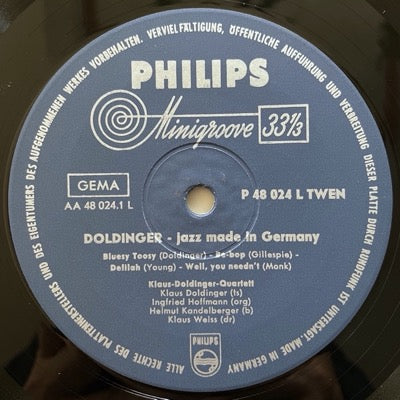 ALLE RECHTE DES PLATTENHERSTELLERS UND DES EIGENTUMERS DES AUFGENOMMENEN WERKES VORBEHALTEN. VERVIELFÄLTIGUNG, ÖFFENTLICHE AUFFÜHRUNG UND VERBREITUNG DIESER PLATTE DURCH RUNDFUNK IST UNTERSAGT. MADE IN GERMANY
PHILIPS
Minigroove 33⅓
GEMA
AA 48 024.1 L
P 48 024 L TWEN
DOLDINGER - jazz made in Germany
Bluesy Toosy (Doldinger) - Be-bop (Gillespie) -
Delilah (Young) - Well, you needn't (Monk)
Klaus-Doldinger-Quartett
Klaus Doldinger (ts)
Ingfried Hoffmann (org)
Helmut Kandelberger (b)
Klaus Weiss (dr)
PHILIPS